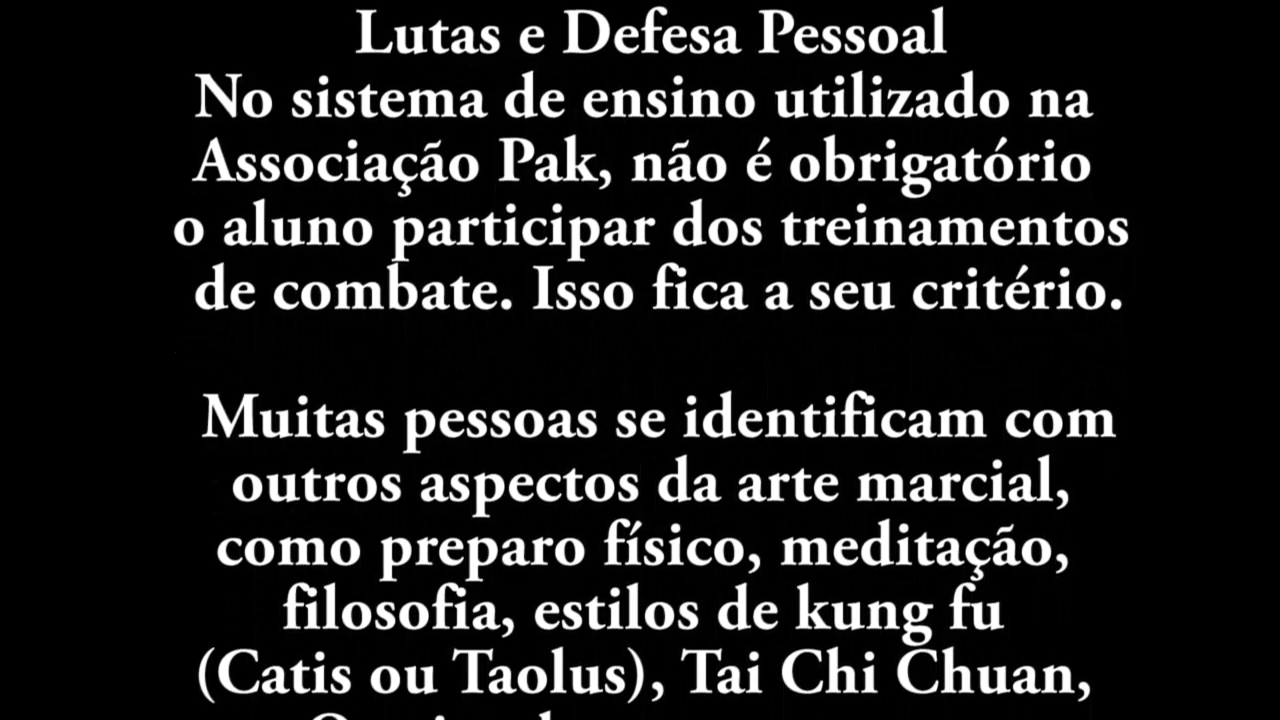 Lutas e Defesa Pessoal
No sistema de ensino utilizado na
Associação Pak, não é obrigatório
o aluno participar dos treinamentos
de combate. Isso fica a seu critério.
Muitas pessoas se identificam com
outros aspectos da arte marcial,
como preparo físico, meditação,
filosofia, estilos de kung fu
(Catis ou Taolus), Tai Chi Chuan,